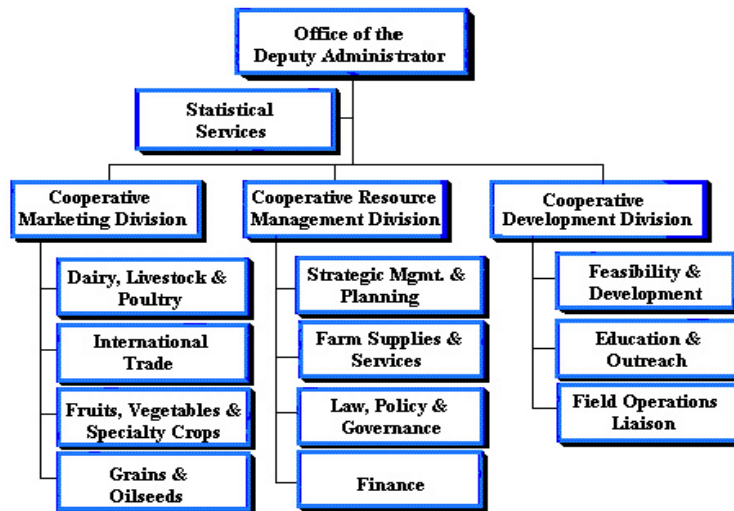 Office of the
Deputy Administrator
Statistical
Services
Cooperative
Marketing Division
Cooperative Resource
Management Division
Cooperative
Development Division
Dairy, Livestock &
Poultry
International
Trade
Fruits, Vegetables &
Specialty Crops
Grains &
Oilseeds
Strategic Mgmt. &
Planning
Farm Supplies &
Services
Law, Policy &
Governance
Finance
Feasibility &
Development
Education &
Outreach
Field Operations
Liaison